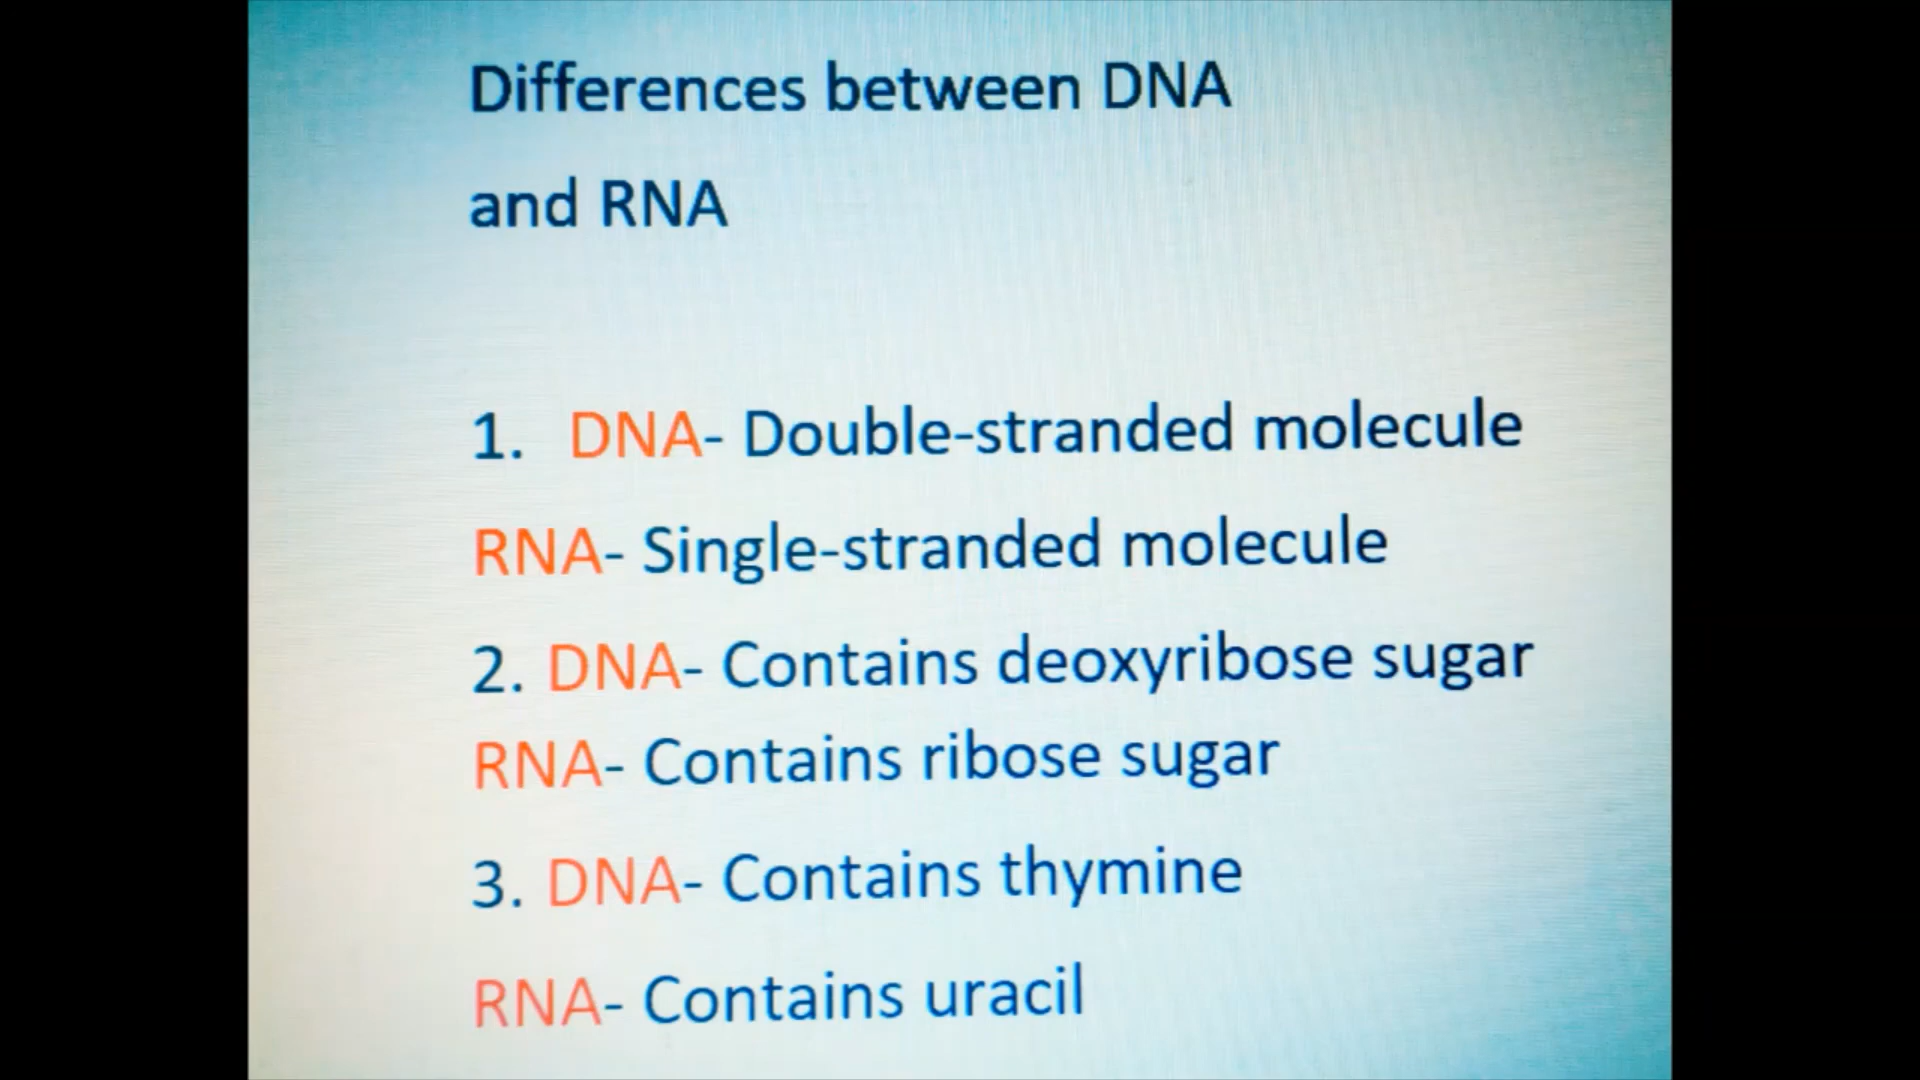 Differences between DNA
and RNA
1. DNA- Double-stranded molecule
RNA- Single-stranded molecule
2. DNA- Contains deoxyribose sugar
RNA- Contains ribose sugar
3. DNA- Contains thymine
RNA- Contains uracil